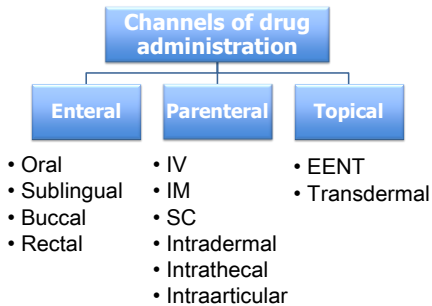 Channels of drug
administration
Enteral
Parenteral
Topical
• Oral
• Sublingual
• Buccal
• Rectal
• IV
• IM
• SC
• Intradermal
• Intrathecal
• Intraarticular
• EENT
• Transdermal